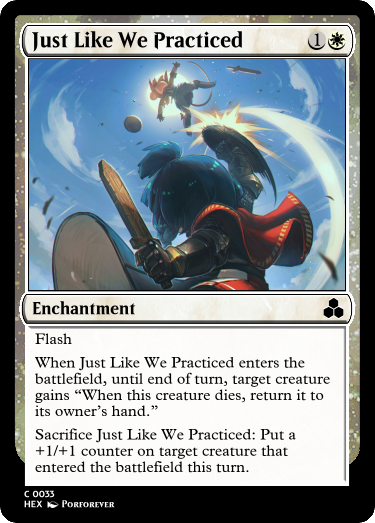 Just Like We Practiced 1
Enchantment
Flash
When Just Like We Practiced enters the
battlefield, until end of turn, target creature
gains “When this creature dies, return it to
its owner’s hand.”
Sacrifice Just Like We Practiced: Put a
+1/+1 counter on target creature that
entered the battlefield this turn.
C 0033
HEX Porforever